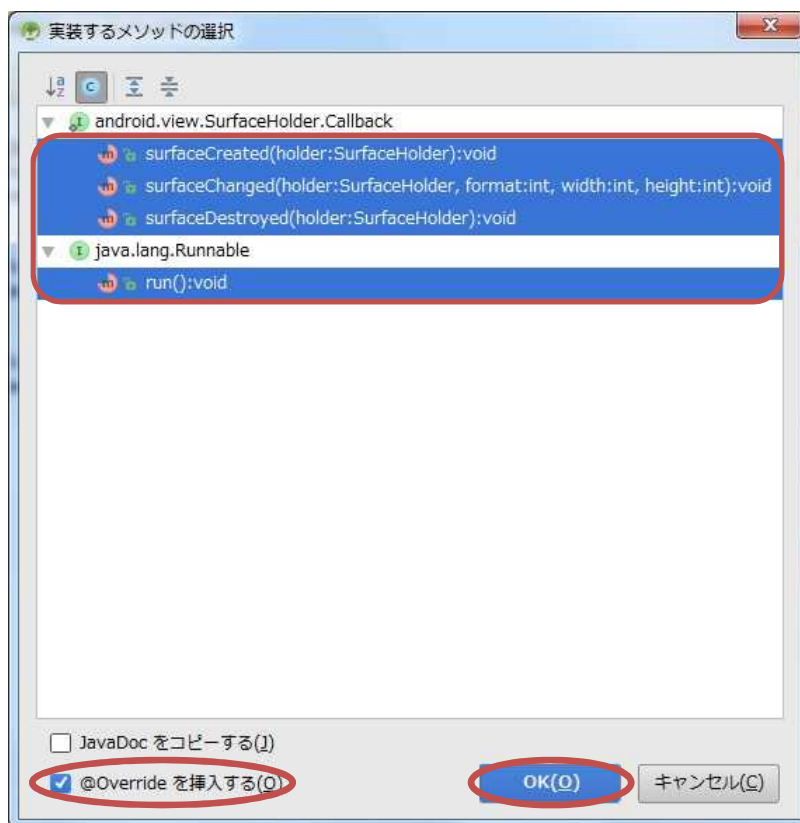 実装するメソッドの選択
android.view.SurfaceHolder.Callback
surfaceCreated(holder:SurfaceHolder):void
surfaceChanged(holder:SurfaceHolder, format:int, width:int, height:int):void
surfaceDestroyed(holder:SurfaceHolder):void
java.lang.Runnable
run():void
JavaDoc をコピーする(J)
@Override を挿入する(O)
OK(O) キャンセル(C)